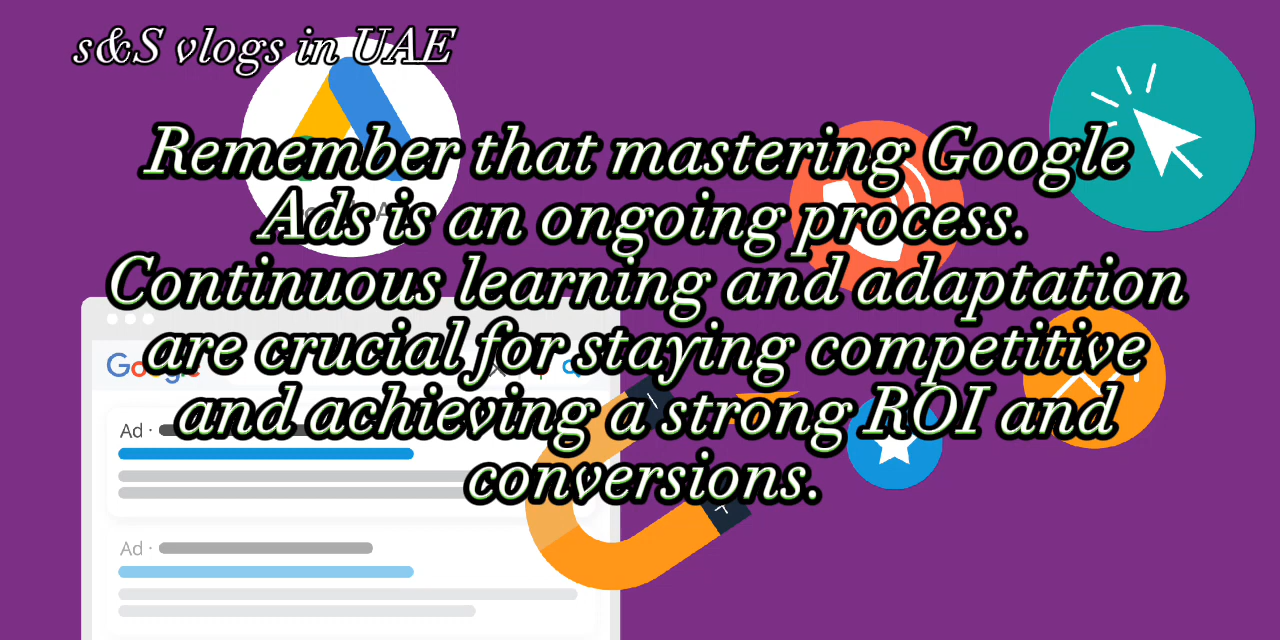 s&S vlogs in UAE
Remember that mastering Google
Ads is an ongoing process.
Continuous learning and adaptation
are crucial for staying competitive
and achieving a strong ROI and
conversions.
Google
Ad ·
Ad ·